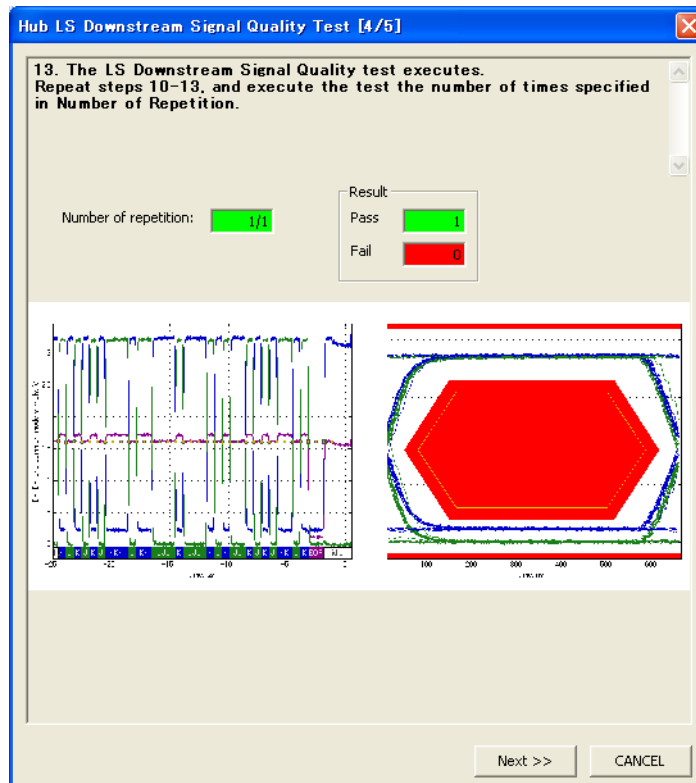 Hub LS Downstream Signal Quality Test [4/5]
13. The LS Downstream Signal Quality test executes.
Repeat steps 10-13, and execute the test the number of times specified
in Number of Repetition.
Number of repetition: 1/1
Result
Pass 1
Fail 0
-25 -15 -10 -5 0
100 200 300 400 500 600
Next >> CANCEL